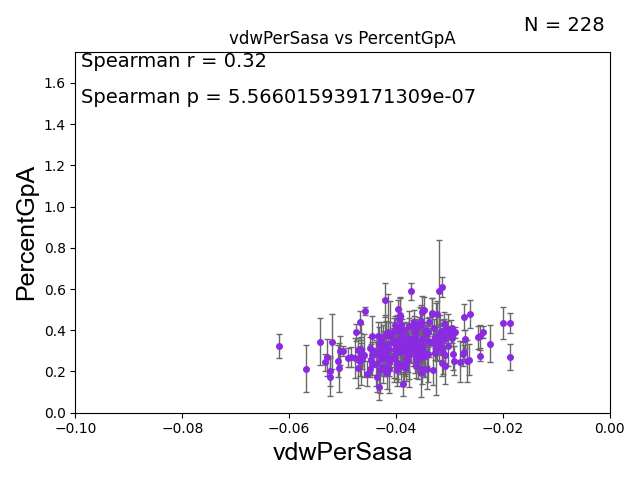 N = 228
vdwPerSasa vs PercentGpA
Spearman r = 0.32
Spearman p = 5.566015939171309e-07
PercentGpA
1.6
1.4
1.2
1.0
0.8
0.6
0.4
0.2
0.0
−0.10 −0.08 −0.06 −0.04 −0.02 0.00
vdwPerSasa